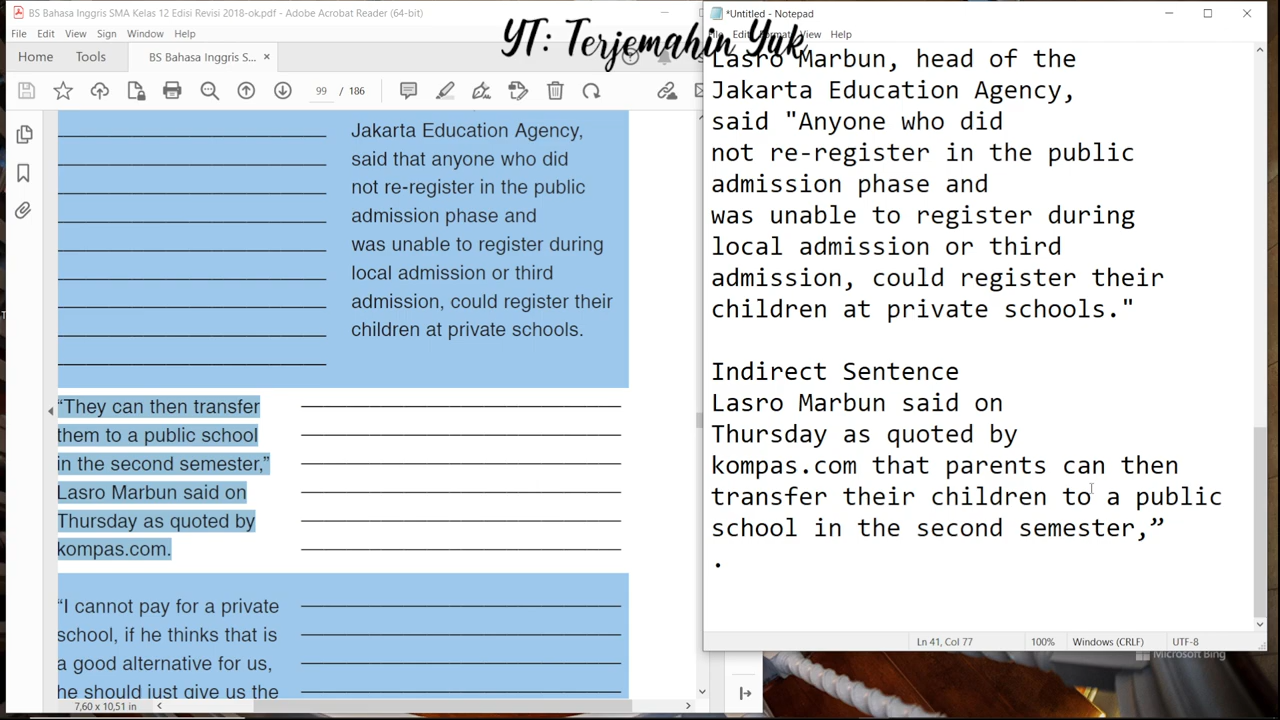 BS Bahasa Inggris SMA Kelas 12 Edisi Revisi 2018-ok.pdf - Adobe Acrobat Reader (64-bit)
File Edit View Sign Window Help
Home Tools BS Bahasa Inggris S... ×
99 / 186
Jakarta Education Agency,
said that anyone who did
not re-register in the public
admission phase and
was unable to register during
local admission or third
admission, could register their
children at private schools.
“They can then transfer
them to a public school
in the second semester,”
Lasro Marbun said on
Thursday as quoted by
kompas.com.
“I cannot pay for a private
school, if he thinks that is
a good alternative for us,
he should just give us the
7,60 x 10,51 in
YT: Terjemahin Yuk
*Untitled - Notepad
File Edit Format View Help
Lasro Marbun, head of the
Jakarta Education Agency,
said "Anyone who did
not re-register in the public
admission phase and
was unable to register during
local admission or third
admission, could register their
children at private schools."
Indirect Sentence
Lasro Marbun said on
Thursday as quoted by
kompas.com that parents can then
transfer their children to a public
school in the second semester,”
.
Ln 41, Col 77 100% Windows (CRLF) UTF-8
Microsoft Bing